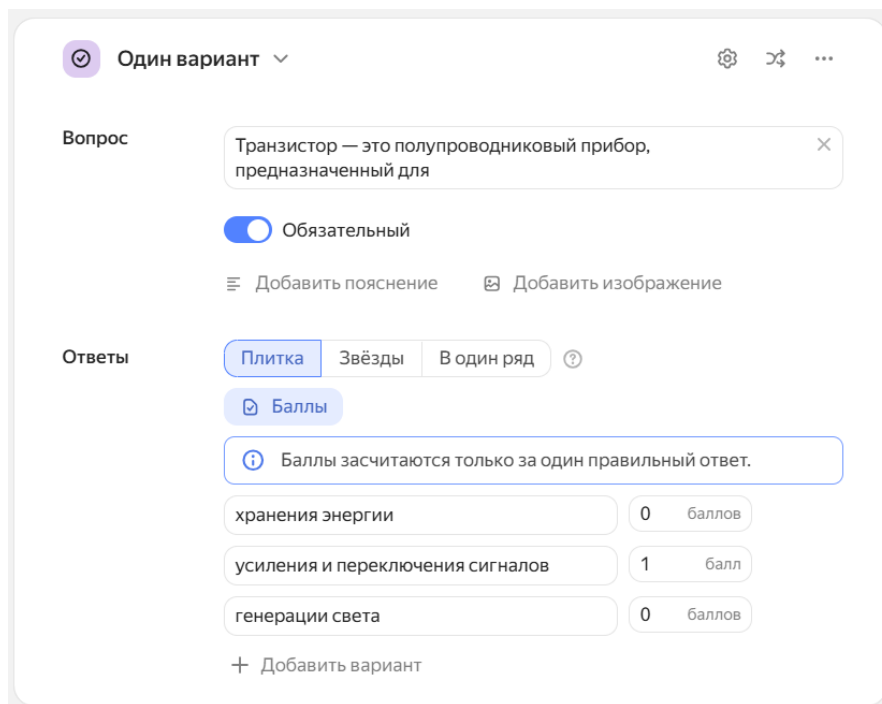 Один вариант
Вопрос
Транзистор — это полупроводниковый прибор,
предназначенный для
Обязательный
Добавить пояснение
Добавить изображение
Ответы
Плитка
Звёзды
В один ряд
Баллы
Баллы засчитаются только за один правильный ответ.
хранения энергии
0 баллов
усиления и переключения сигналов
1 балл
генерации света
0 баллов
Добавить вариант